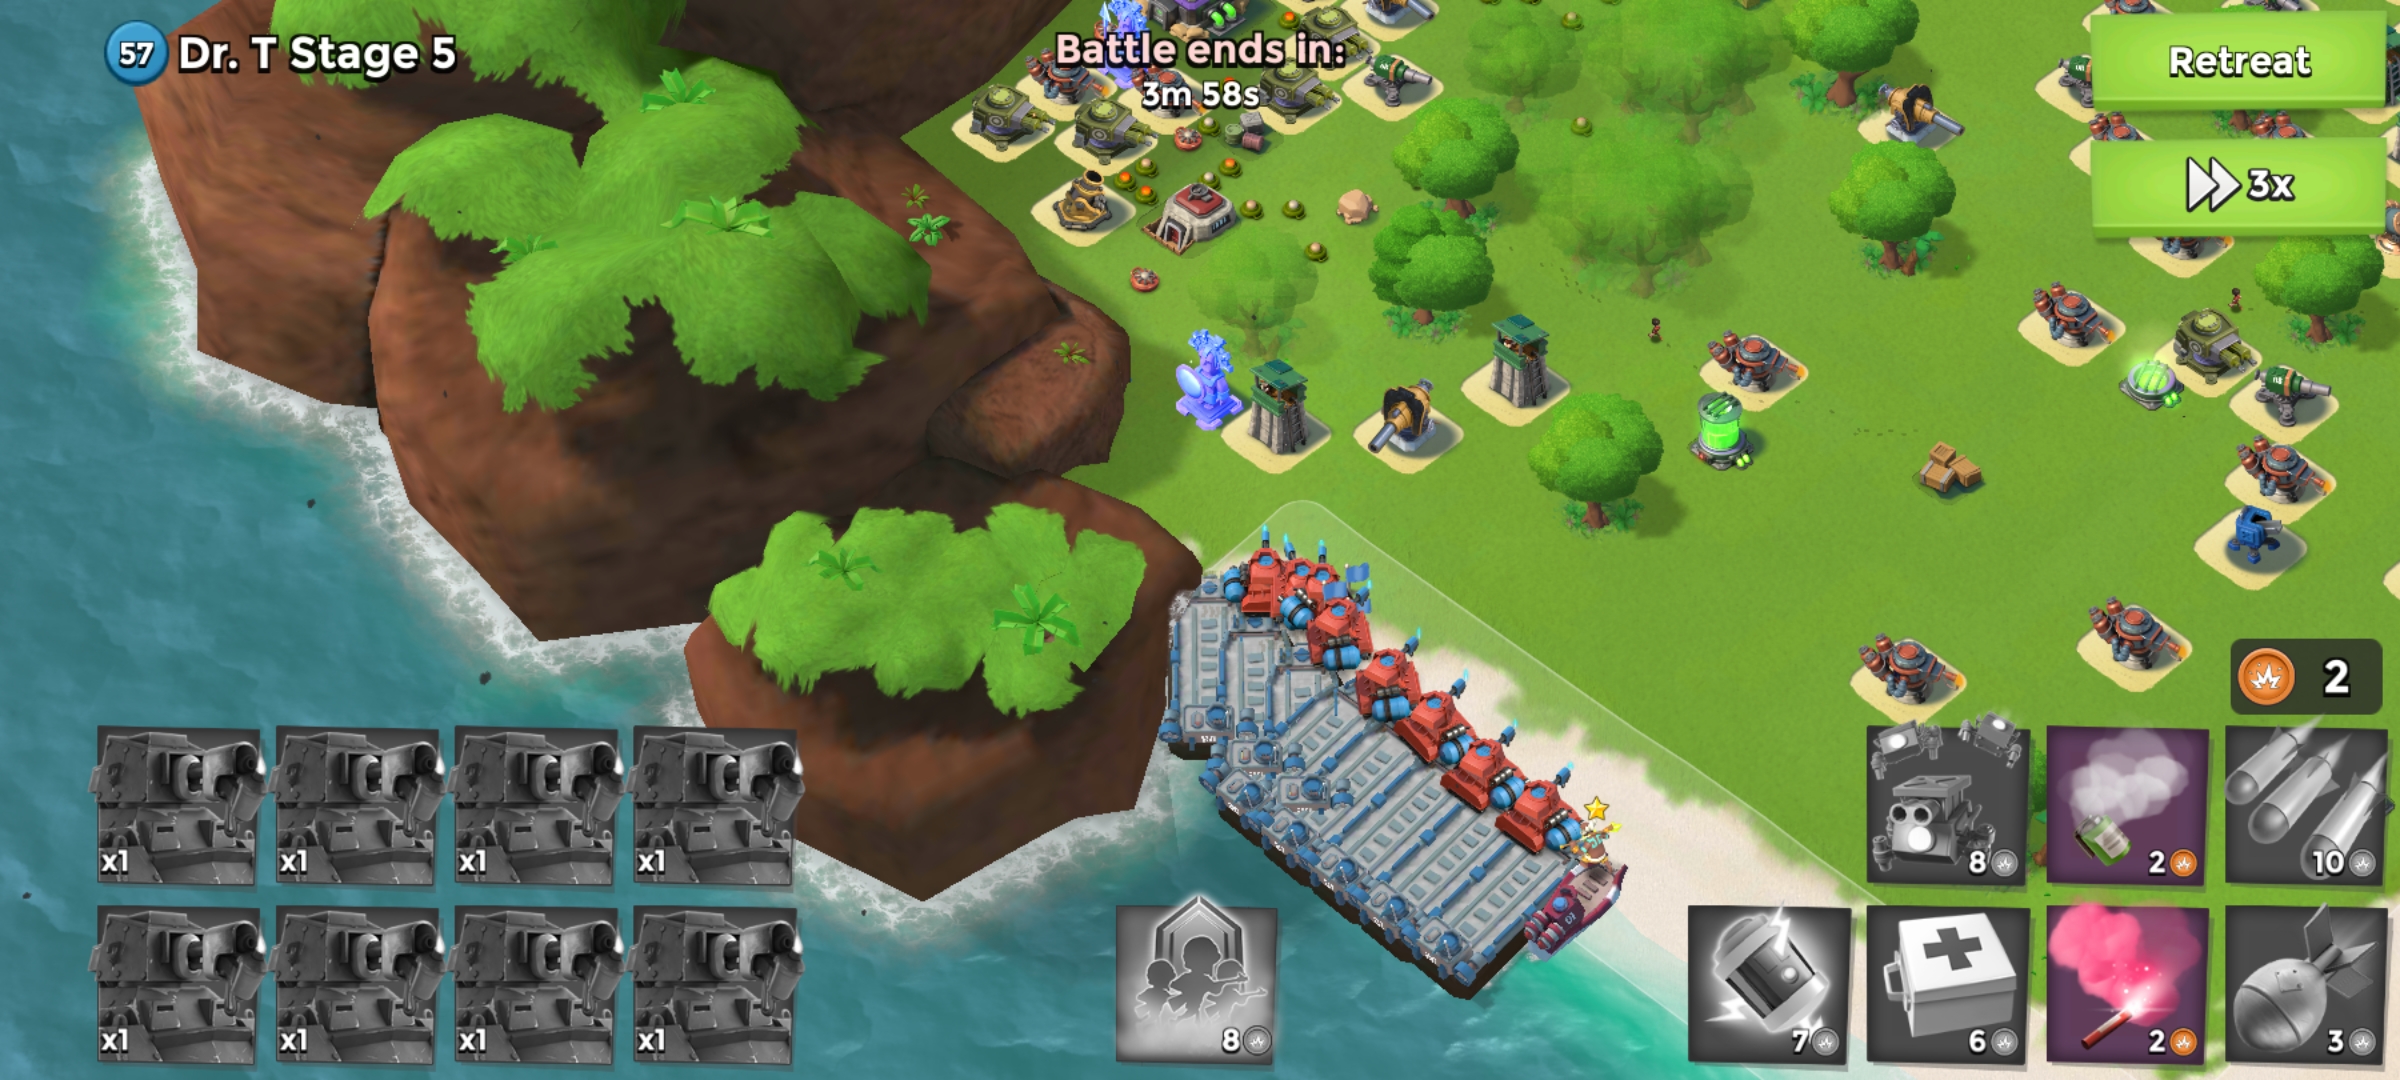 57 Dr. T Stage 5
Battle ends in:
3m 58s
Retreat
3x
2
x1 x1 x1 x1
8 2 10
x1 x1 x1 x1
8 7 6 2 3